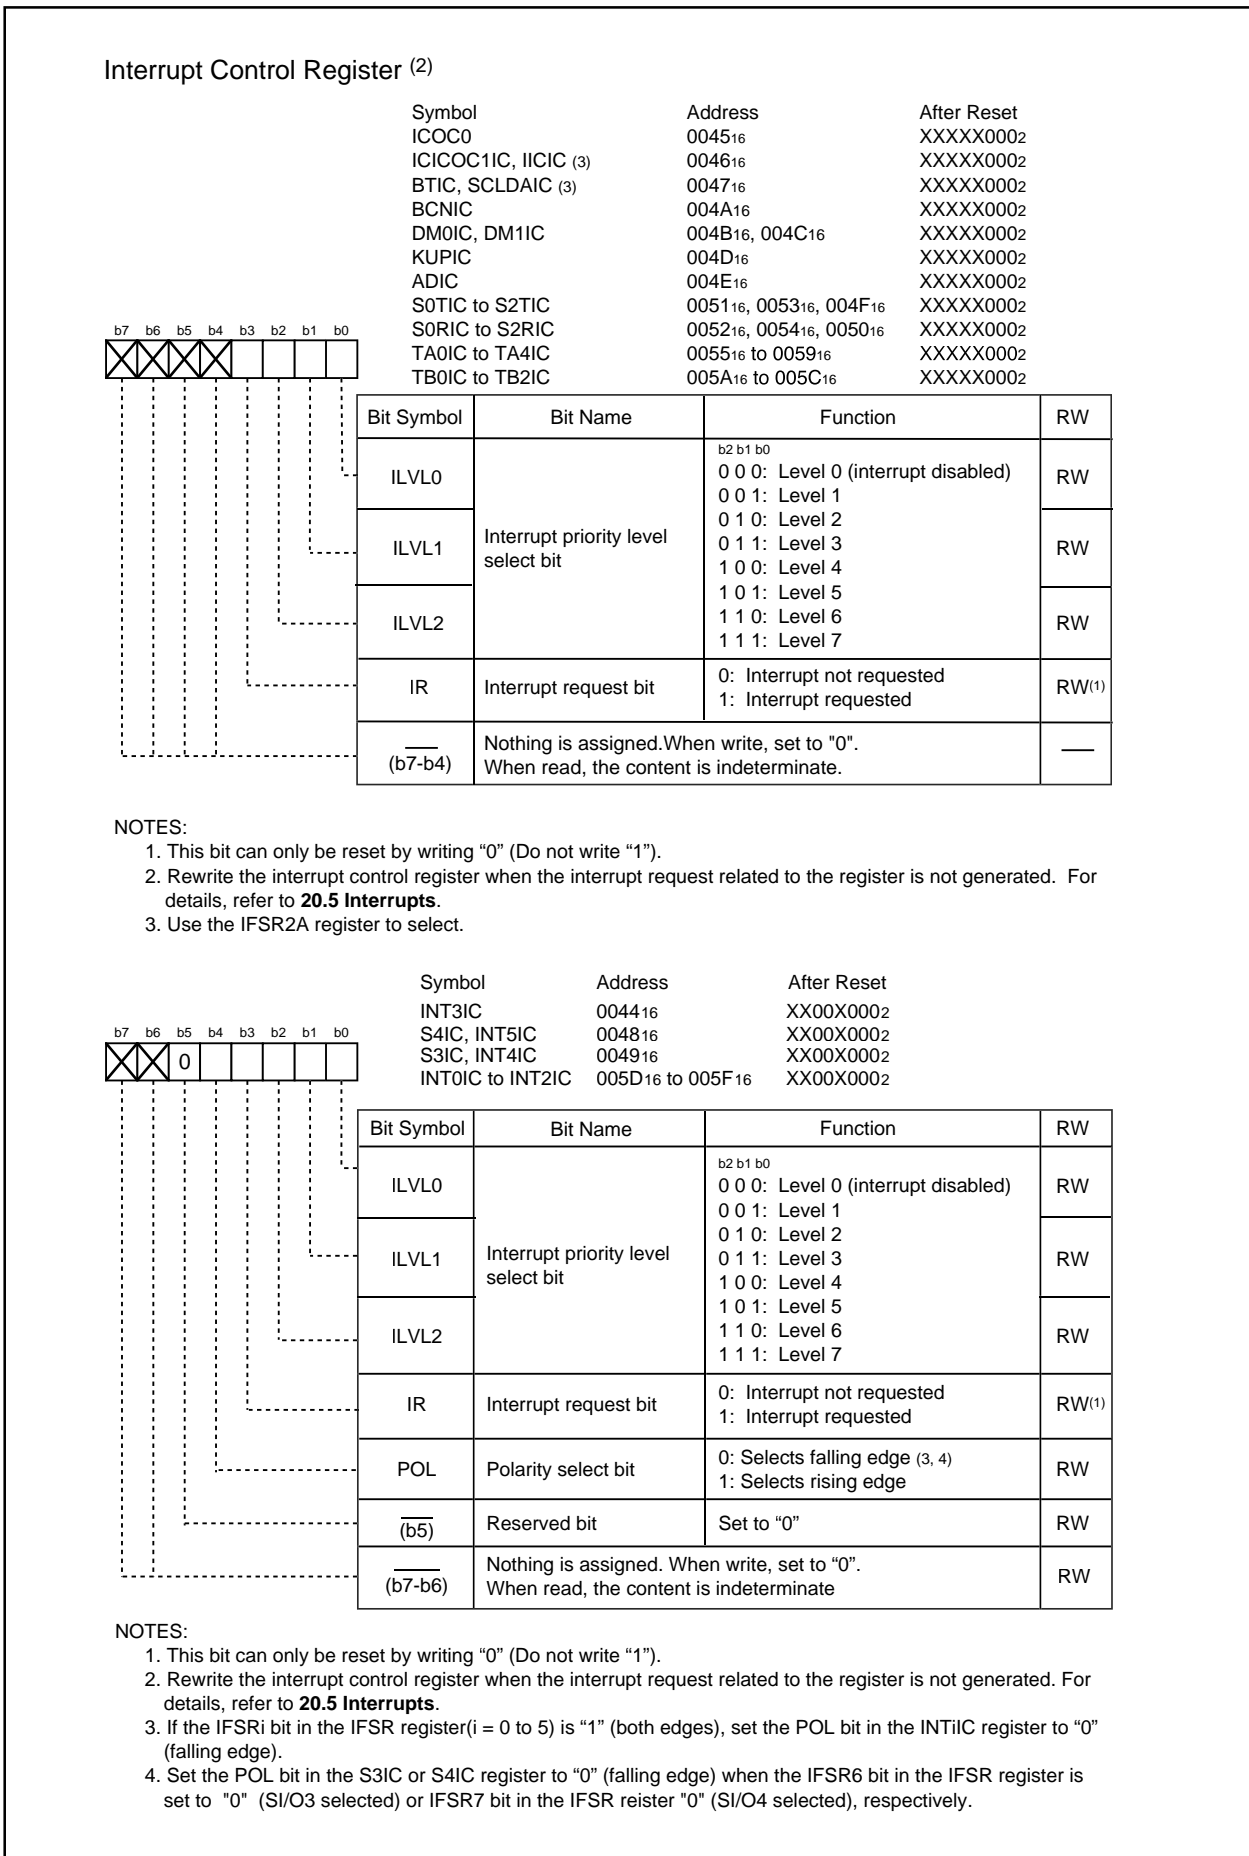 Interrupt Control Register (2)
Symbol Address After Reset
ICOC0 004516 XXXXX0002
ICICOC1IC, IICIC (3) 004616 XXXXX0002
BTIC, SCLDAIC (3) 004716 XXXXX0002
BCNIC 004A16 XXXXX0002
DM0IC, DM1IC 004B16, 004C16 XXXXX0002
KUPIC 004D16 XXXXX0002
ADIC 004E16 XXXXX0002
S0TIC to S2TIC 005116, 005316, 004F16 XXXXX0002
b7 b6 b5 b4 b3 b2 b1 b0 S0RIC to S2RIC 005216, 005416, 005016 XXXXX0002
TA0IC to TA4IC 005516 to 005916 XXXXX0002
TB0IC to TB2IC 005A16 to 005C16 XXXXX0002
Bit Symbol Bit Name Function RW
b2 b1 b0
ILVL0 0 0 0: Level 0 (interrupt disabled) RW
0 0 1: Level 1
0 1 0: Level 2
ILVL1 Interrupt priority level 0 1 1: Level 3 RW
select bit 1 0 0: Level 4
1 0 1: Level 5
ILVL2 1 1 0: Level 6 RW
1 1 1: Level 7
IR Interrupt request bit 0: Interrupt not requested RW(1)
1: Interrupt requested
(b7-b4) Nothing is assigned.When write, set to "0". —
When read, the content is indeterminate.
NOTES:
1. This bit can only be reset by writing “0” (Do not write “1”).
2. Rewrite the interrupt control register when the interrupt request related to the register is not generated. For
details, refer to 20.5 Interrupts.
3. Use the IFSR2A register to select.
Symbol Address After Reset
INT3IC 004416 XX00X0002
b7 b6 b5 b4 b3 b2 b1 b0 S4IC, INT5IC 004816 XX00X0002
0 S3IC, INT4IC 004916 XX00X0002
INT0IC to INT2IC 005D16 to 005F16 XX00X0002
Bit Symbol Bit Name Function RW
b2 b1 b0
ILVL0 0 0 0: Level 0 (interrupt disabled) RW
0 0 1: Level 1
0 1 0: Level 2
ILVL1 Interrupt priority level 0 1 1: Level 3 RW
select bit 1 0 0: Level 4
1 0 1: Level 5
ILVL2 1 1 0: Level 6 RW
1 1 1: Level 7
IR Interrupt request bit 0: Interrupt not requested RW(1)
1: Interrupt requested
POL Polarity select bit 0: Selects falling edge (3, 4) RW
1: Selects rising edge
(b5) Reserved bit Set to “0” RW
(b7-b6) Nothing is assigned. When write, set to “0”. RW
When read, the content is indeterminate
NOTES:
1. This bit can only be reset by writing “0” (Do not write “1”).
2. Rewrite the interrupt control register when the interrupt request related to the register is not generated. For
details, refer to 20.5 Interrupts.
3. If the IFSRi bit in the IFSR register(i = 0 to 5) is “1” (both edges), set the POL bit in the INTiIC register to “0”
(falling edge).
4. Set the POL bit in the S3IC or S4IC register to “0” (falling edge) when the IFSR6 bit in the IFSR register is
set to "0" (SI/O3 selected) or IFSR7 bit in the IFSR reister "0" (SI/O4 selected), respectively.